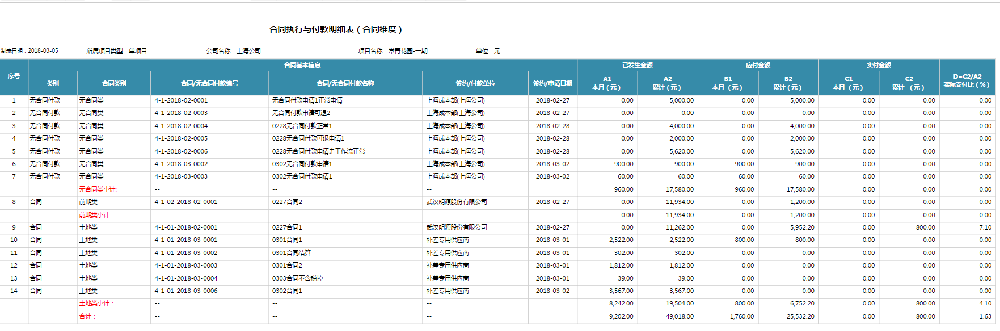 合同执行与付款明细表（合同维度）
制表日期：2018-03-05 所属项目类型：单项目 公司名称：上海公司 项目名称：常青花园-一期 单位：元
序号 合同基本信息 已发生金额 应付金额 实付金额 D=C2/A2
实际支付比（%）
类别 合同类别 合同/无合同付款编号 合同/无合同付款名称 签约/付款单位 签约/申请日期 A1 A2 B1 B2 C1 C2
本月（元） 累计（元） 本月（元） 累计（元） 本月（元） 累计 （元）
1 无合同付款 无合同类 4-1-2018-02-0001 无合同付款申请1正常申请 上海成本部(上海公司) 2018-02-27 0.00 5,000.00 0.00 5,000.00 0.00 0.00 0.00
2 无合同付款 无合同类 4-1-2018-02-0003 无合同付款申请可退2 上海成本部(上海公司) 2018-02-27 0.00 0.00 0.00 0.00 0.00 0.00 0.00
3 无合同付款 无合同类 4-1-2018-02-0004 0228无合同付款正常1 上海成本部(上海公司) 2018-02-28 0.00 4,000.00 0.00 4,000.00 0.00 0.00 0.00
4 无合同付款 无合同类 4-1-2018-02-0005 0228无合同付款可退申请1 上海成本部(上海公司) 2018-02-28 0.00 2,000.00 0.00 2,000.00 0.00 0.00 0.00
5 无合同付款 无合同类 4-1-2018-02-0006 0228无合同付款申请走工作流正常 上海成本部(上海公司) 2018-02-28 0.00 5,620.00 0.00 5,620.00 0.00 0.00 0.00
6 无合同付款 无合同类 4-1-2018-03-0002 0302无合同付款申请1 上海成本部(上海公司) 2018-03-02 900.00 900.00 900.00 900.00 0.00 0.00 0.00
7 无合同付款 无合同类 4-1-2018-03-0003 0302无合同付款申请1 上海成本部(上海公司) 2018-03-02 60.00 60.00 60.00 60.00 0.00 0.00 0.00
无合同类小计: -- -- -- 960.00 17,580.00 960.00 17,580.00 0.00 0.00 0.00
8 合同 前期类 4-1-02-2018-02-0001 0227合同2 武汉明源股份有限公司 2018-02-27 0.00 11,934.00 0.00 1,200.00 0.00 0.00 0.00
前期类小计： -- -- -- 0.00 11,934.00 0.00 1,200.00 0.00 0.00 0.00
9 合同 土地类 4-1-01-2018-02-0001 0227合同1 武汉明源股份有限公司 2018-02-27 0.00 11,262.00 0.00 5,952.20 0.00 800.00 7.10
10 合同 土地类 4-1-01-2018-03-0001 0301合同1 补差专用供应商 2018-03-01 2,522.00 2,522.00 800.00 800.00 0.00 0.00 0.00
11 合同 土地类 4-1-01-2018-03-0002 0301合同结算 补差专用供应商 2018-03-01 302.00 302.00 0.00 0.00 0.00 0.00 0.00
12 合同 土地类 4-1-01-2018-03-0003 0301合同2 补差专用供应商 2018-03-01 1,812.00 1,812.00 0.00 0.00 0.00 0.00 0.00
13 合同 土地类 4-1-01-2018-03-0004 0303合同不含税控 补差专用供应商 2018-03-01 39.00 39.00 0.00 0.00 0.00 0.00 0.00
14 合同 土地类 4-1-01-2018-03-0006 0302合同1 补差专用供应商 2018-03-02 3,567.00 3,567.00 0.00 0.00 0.00 0.00 0.00
土地类小计： -- -- -- 8,242.00 19,504.00 800.00 6,752.20 0.00 800.00 4.10
合计： -- -- -- 9,202.00 49,018.00 1,760.00 25,532.20 0.00 800.00 1.63